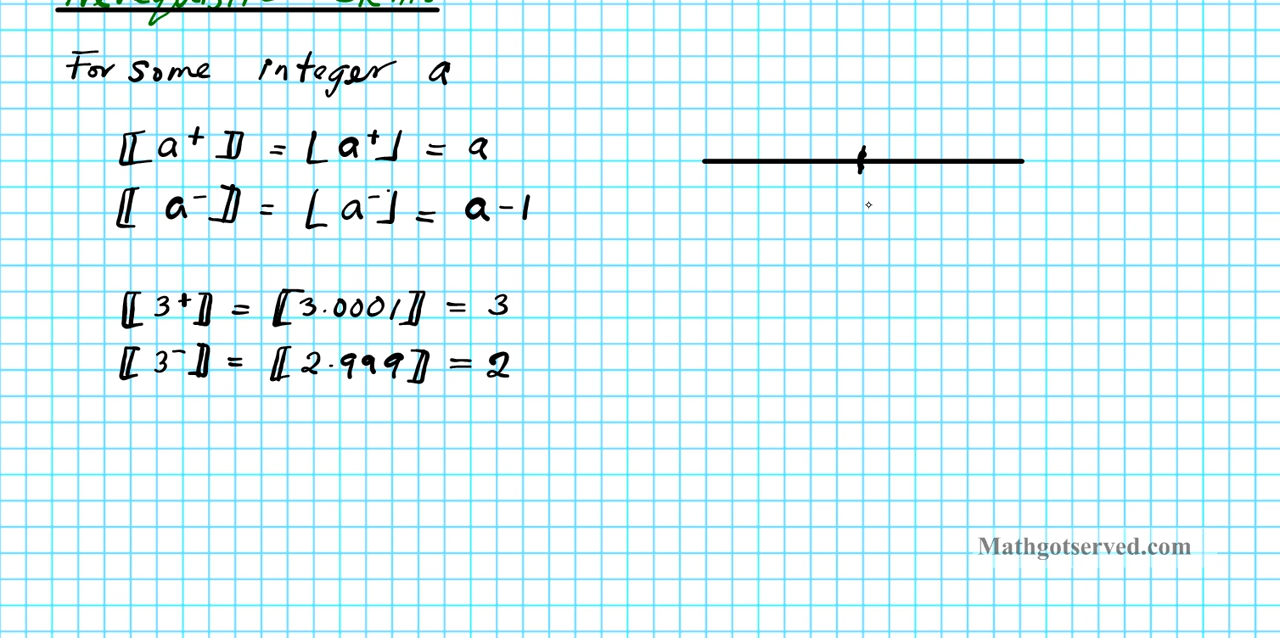 For some integer a
⟦ a⁺ ⟧ = ⌊ a⁺ ⌋ = a
⟦ a⁻ ⟧ = ⌊ a⁻ ⌋ = a - 1
⟦ 3⁺ ⟧ = ⟦ 3.0001 ⟧ = 3
⟦ 3⁻ ⟧ = ⟦ 2.999 ⟧ = 2
Mathgotserved.com